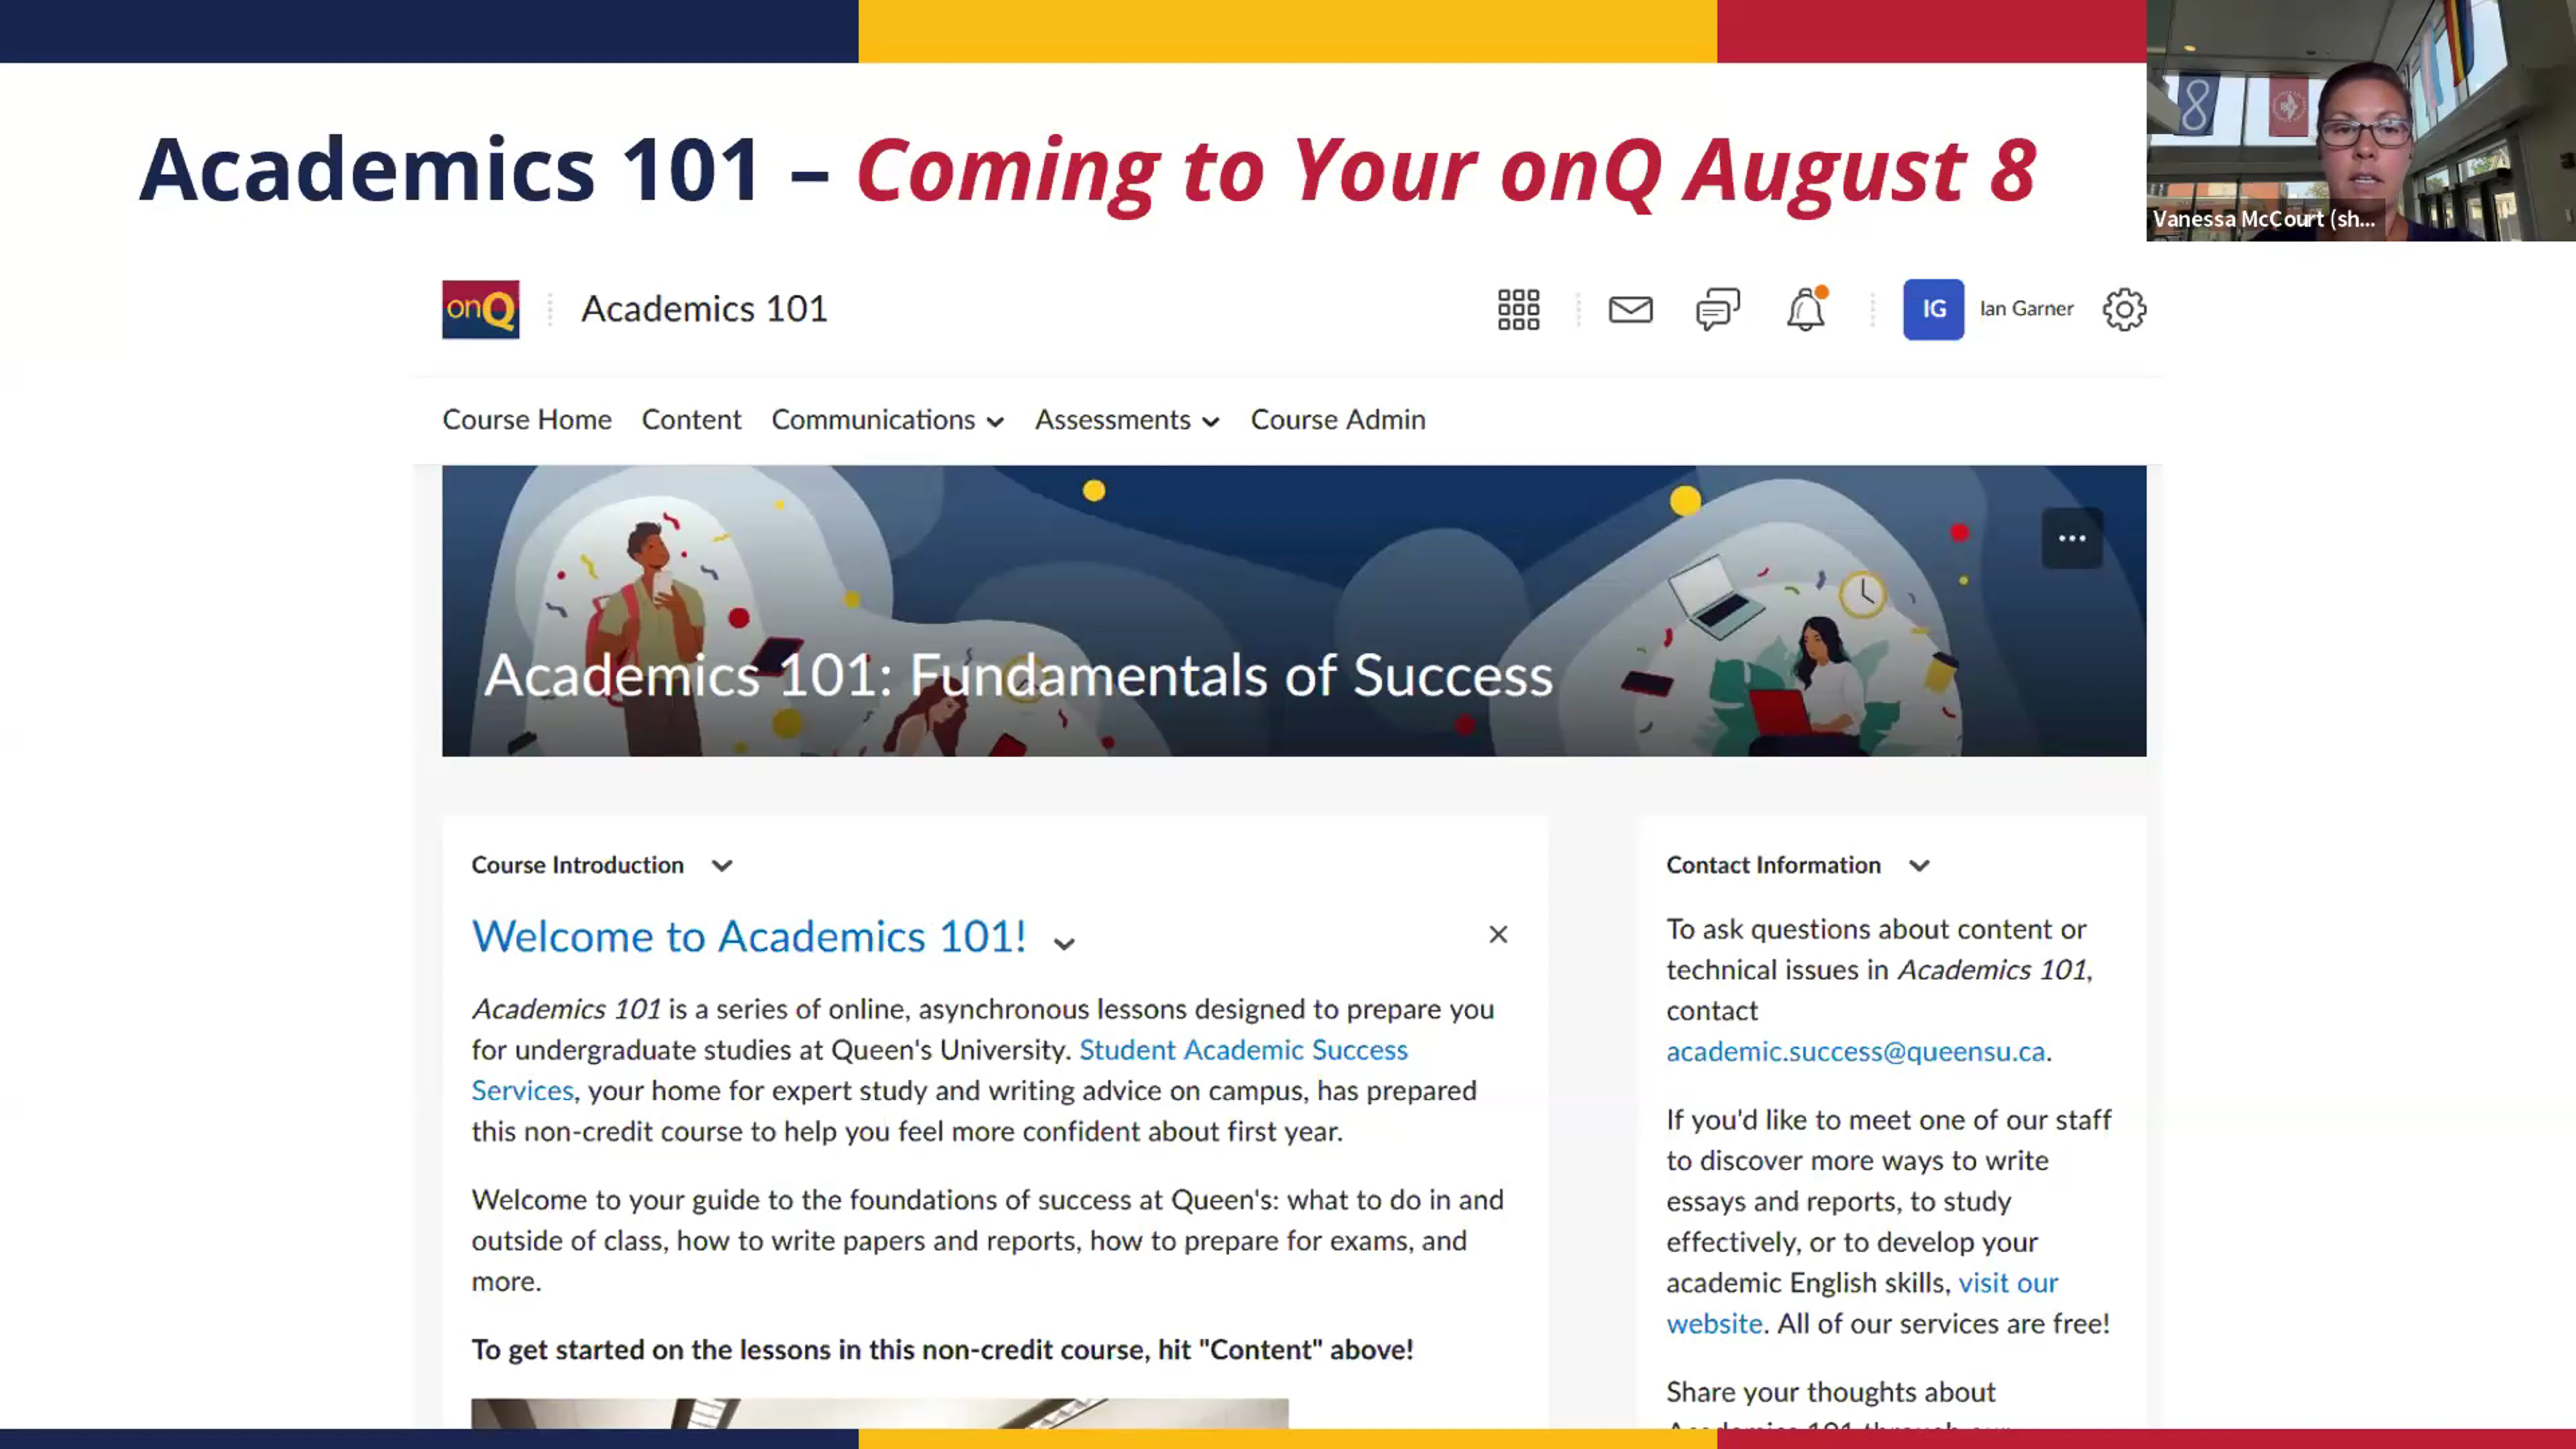 Academics 101 – Coming to Your onQ August 8
Vanessa McCourt (sh...
onQ
Academics 101
IG
Ian Garner
Course Home
Content
Communications
Assessments
Course Admin
Academics 101: Fundamentals of Success
Course Introduction
Welcome to Academics 101!
Academics 101 is a series of online, asynchronous lessons designed to prepare you
for undergraduate studies at Queen's University. Student Academic Success
Services, your home for expert study and writing advice on campus, has prepared
this non-credit course to help you feel more confident about first year.
Welcome to your guide to the foundations of success at Queen's: what to do in and
outside of class, how to write papers and reports, how to prepare for exams, and
more.
To get started on the lessons in this non-credit course, hit "Content" above!
Contact Information
To ask questions about content or
technical issues in Academics 101,
contact
academic.success@queensu.ca.
If you'd like to meet one of our staff
to discover more ways to write
essays and reports, to study
effectively, or to develop your
academic English skills, visit our
website. All of our services are free!
Share your thoughts about